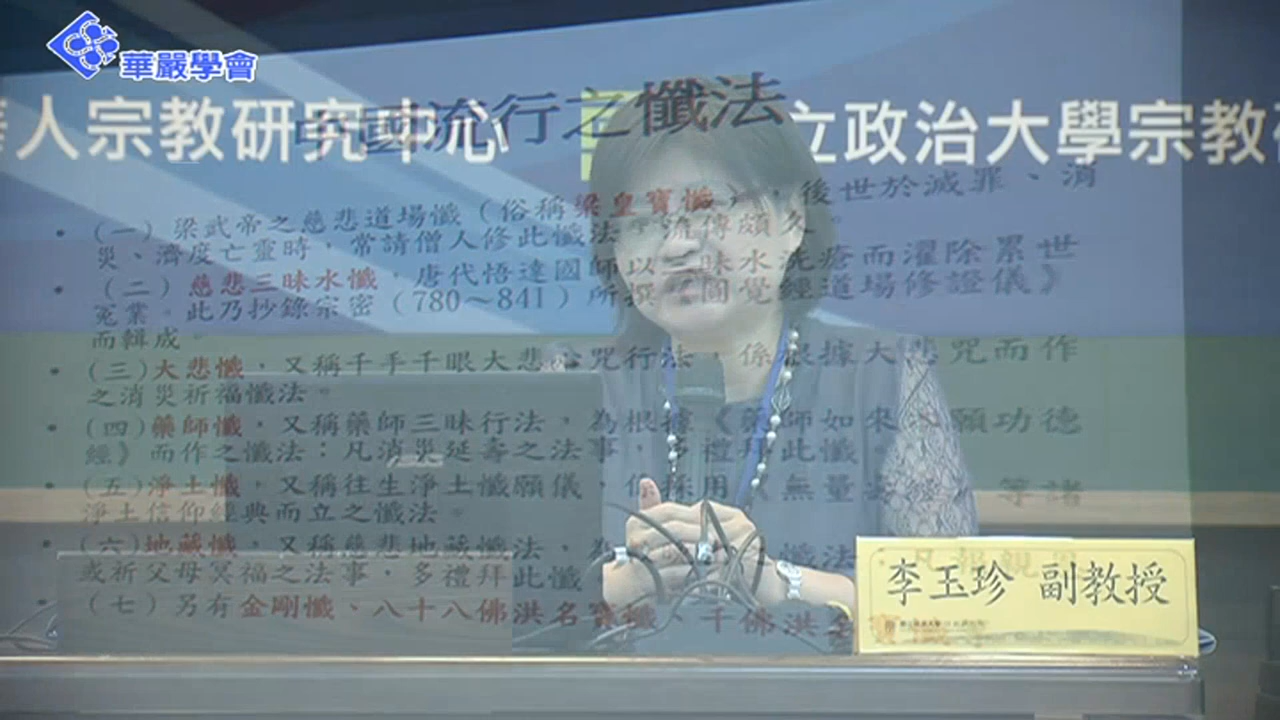 華嚴學會
人宗教研究中心
立政治大學宗教
中國流行之懺法
•(一)梁武帝之慈悲道場懺(俗稱梁皇寶懺),後世於滅罪、消
災、濟度亡靈時,常請僧人修此懺法,流傳頗久。
•(二)慈悲三昧水懺,唐代悟達國師以三昧水洗瘡而濯除累世
冤業。此乃抄錄宗密(780~841)所撰《圓覺經道場修證儀》
而輯成。
•(三)大悲懺,又稱千手千眼大悲心咒行法,係根據大悲咒而作
之消災祈福懺法。
•(四)藥師懺,又稱藥師三昧行法,為根據《藥師如來本願功德
經》而作之懺法:凡消災延壽之法事,多禮拜此懺。
•(五)淨土懺,又稱往生淨土懺願儀,係採用《無量壽經》等諸
淨土信仰經典而立之懺法。
•(六)地藏懺,又稱慈悲地藏懺法,為 懺法,凡報親恩
或祈父母冥福之法事,多禮拜此懺
•(七)另有金剛懺、八十八佛洪名寶懺、千佛洪名寶懺等
李玉珍 副教授